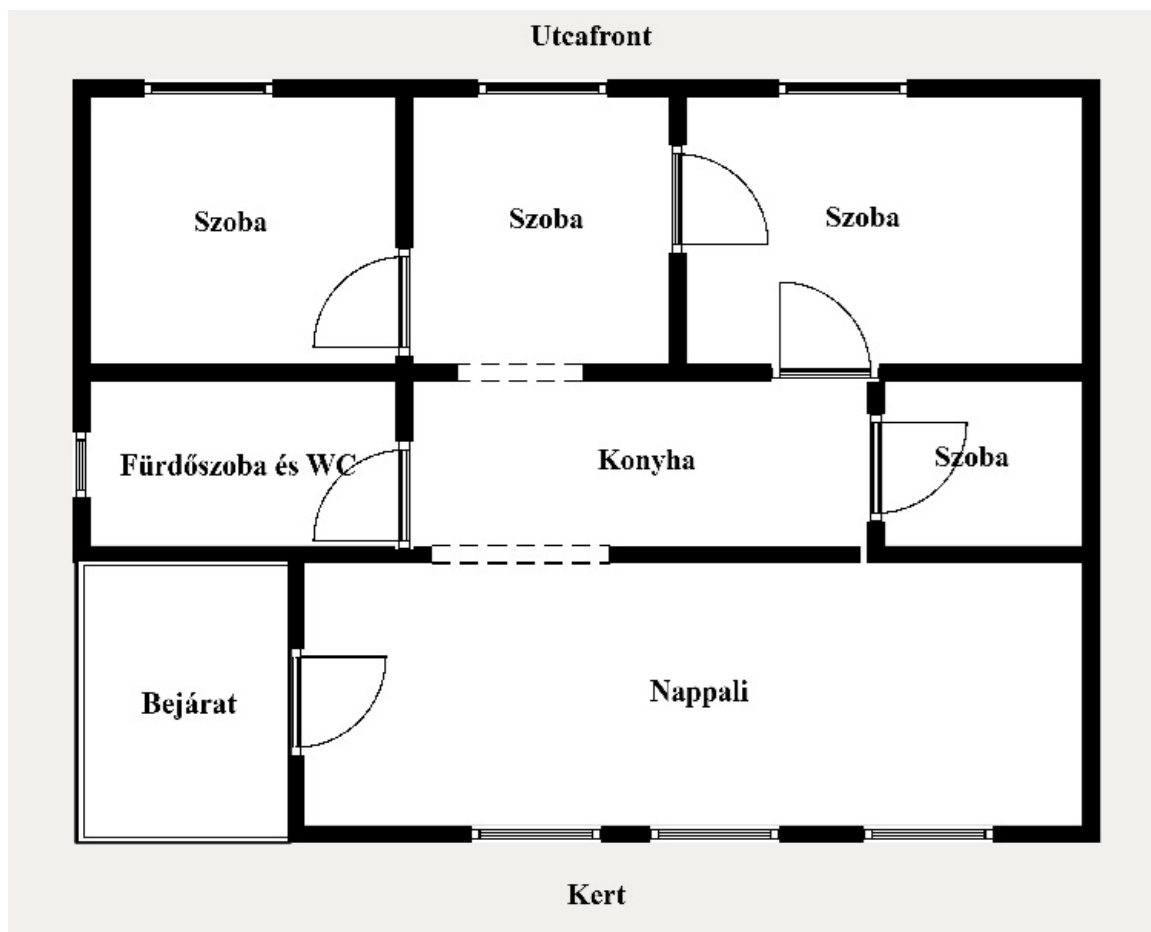 Utcafront
Szoba
Szoba
Szoba
Fürdőszoba és WC
Konyha
Szoba
Bejárat
Nappali
Kert